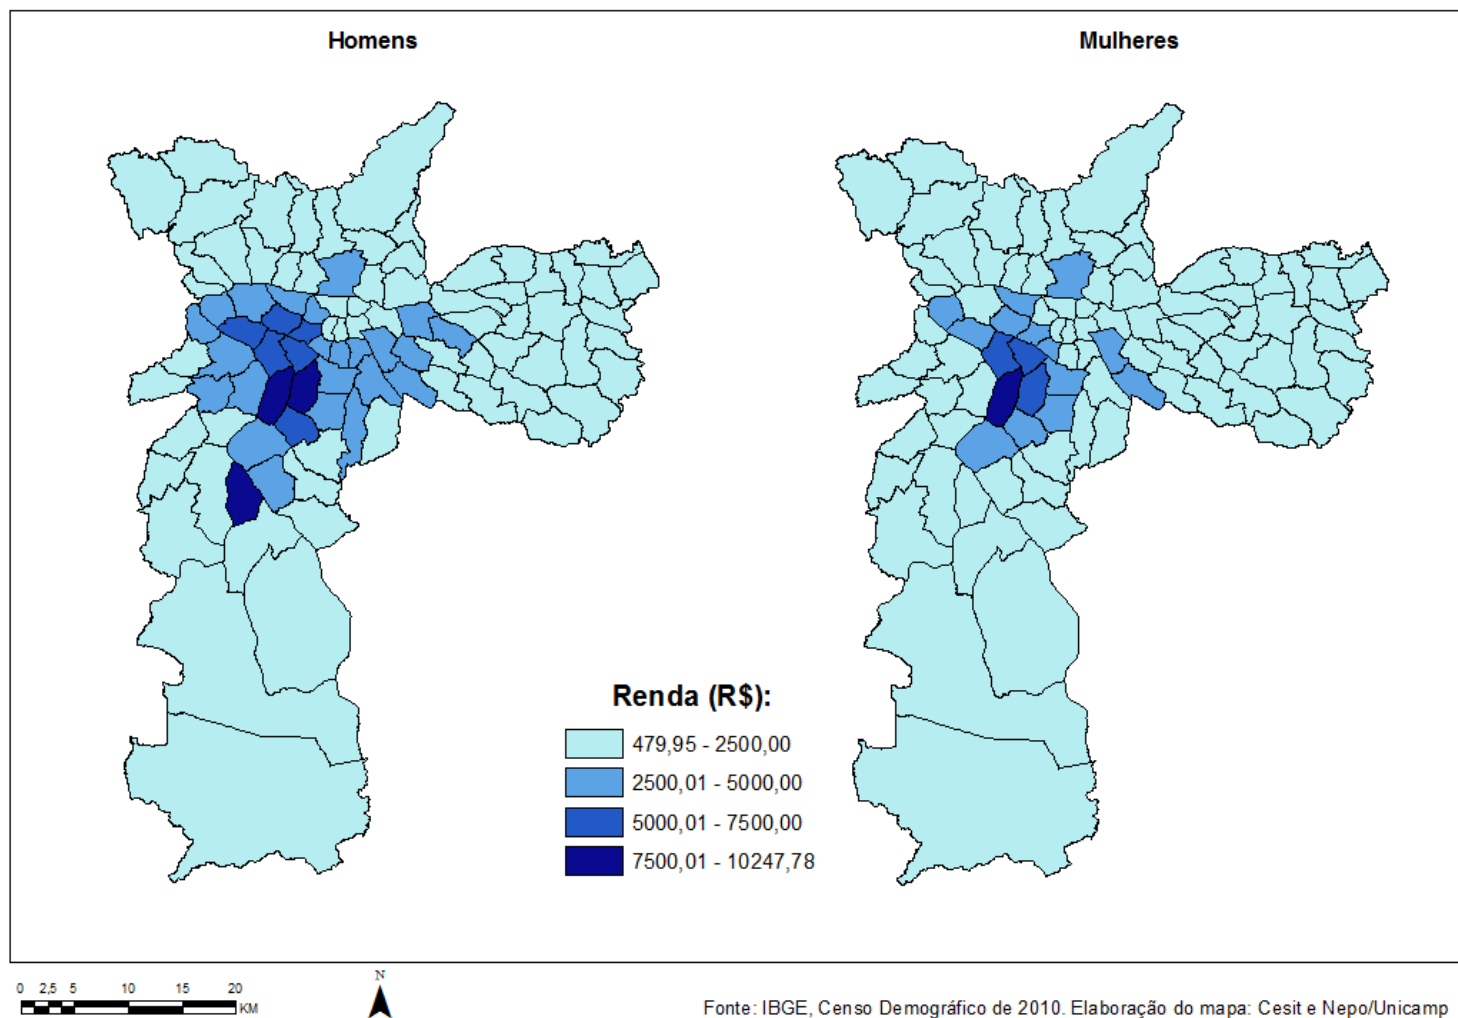 Homens
Mulheres
Renda (R$):
479,95 - 2500,00
2500,01 - 5000,00
5000,01 - 7500,00
7500,01 - 10247,78
0 2,5 5 10 15 20
KM
N
Fonte: IBGE, Censo Demográfico de 2010. Elaboração do mapa: Cesit e Nepo/Unicamp